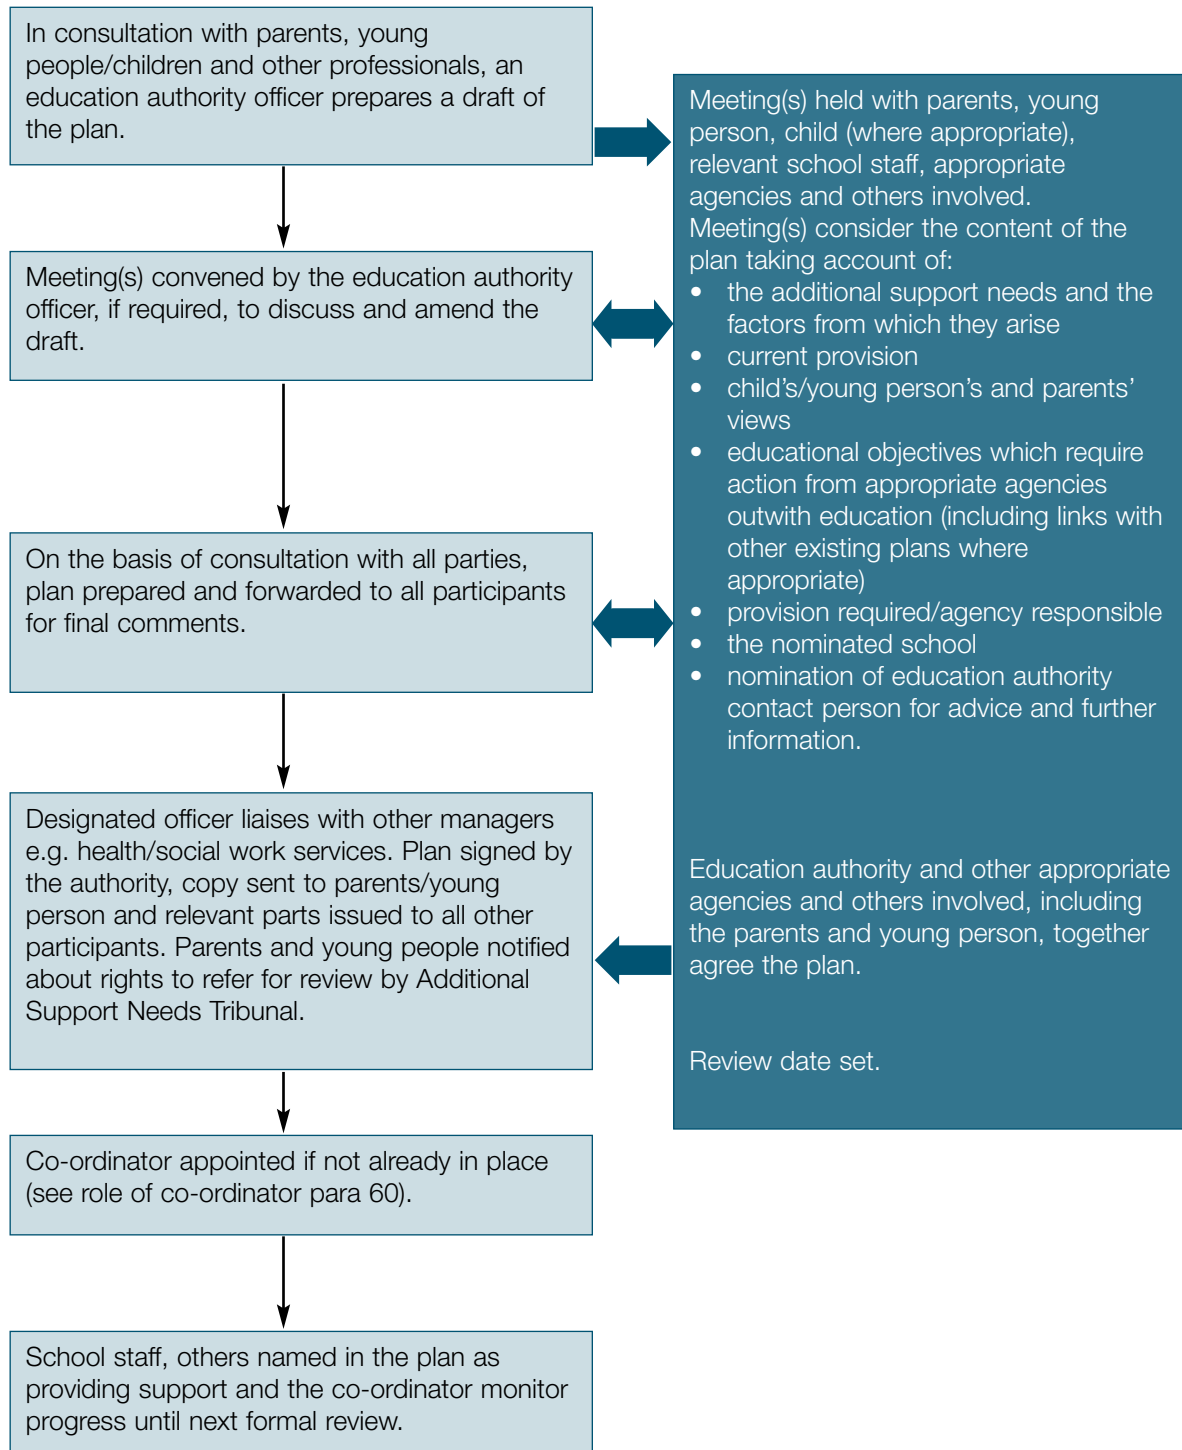 In consultation with parents, young
people/children and other professionals, an
education authority officer prepares a draft of
the plan.
Meeting(s) convened by the education authority
officer, if required, to discuss and amend the
draft.
On the basis of consultation with all parties,
plan prepared and forwarded to all participants
for final comments.
Designated officer liaises with other managers
e.g. health/social work services. Plan signed by
the authority, copy sent to parents/young
person and relevant parts issued to all other
participants. Parents and young people notified
about rights to refer for review by Additional
Support Needs Tribunal.
Co-ordinator appointed if not already in place
(see role of co-ordinator para 60).
School staff, others named in the plan as
providing support and the co-ordinator monitor
progress until next formal review.
Meeting(s) held with parents, young
person, child (where appropriate),
relevant school staff, appropriate
agencies and others involved.
Meeting(s) consider the content of the
plan taking account of:
• the additional support needs and the
factors from which they arise
• current provision
• child’s/young person’s and parents’
views
• educational objectives which require
action from appropriate agencies
outwith education (including links with
other existing plans where
appropriate)
• provision required/agency responsible
• the nominated school
• nomination of education authority
contact person for advice and further
information.
Education authority and other appropriate
agencies and others involved, including
the parents and young person, together
agree the plan.
Review date set.